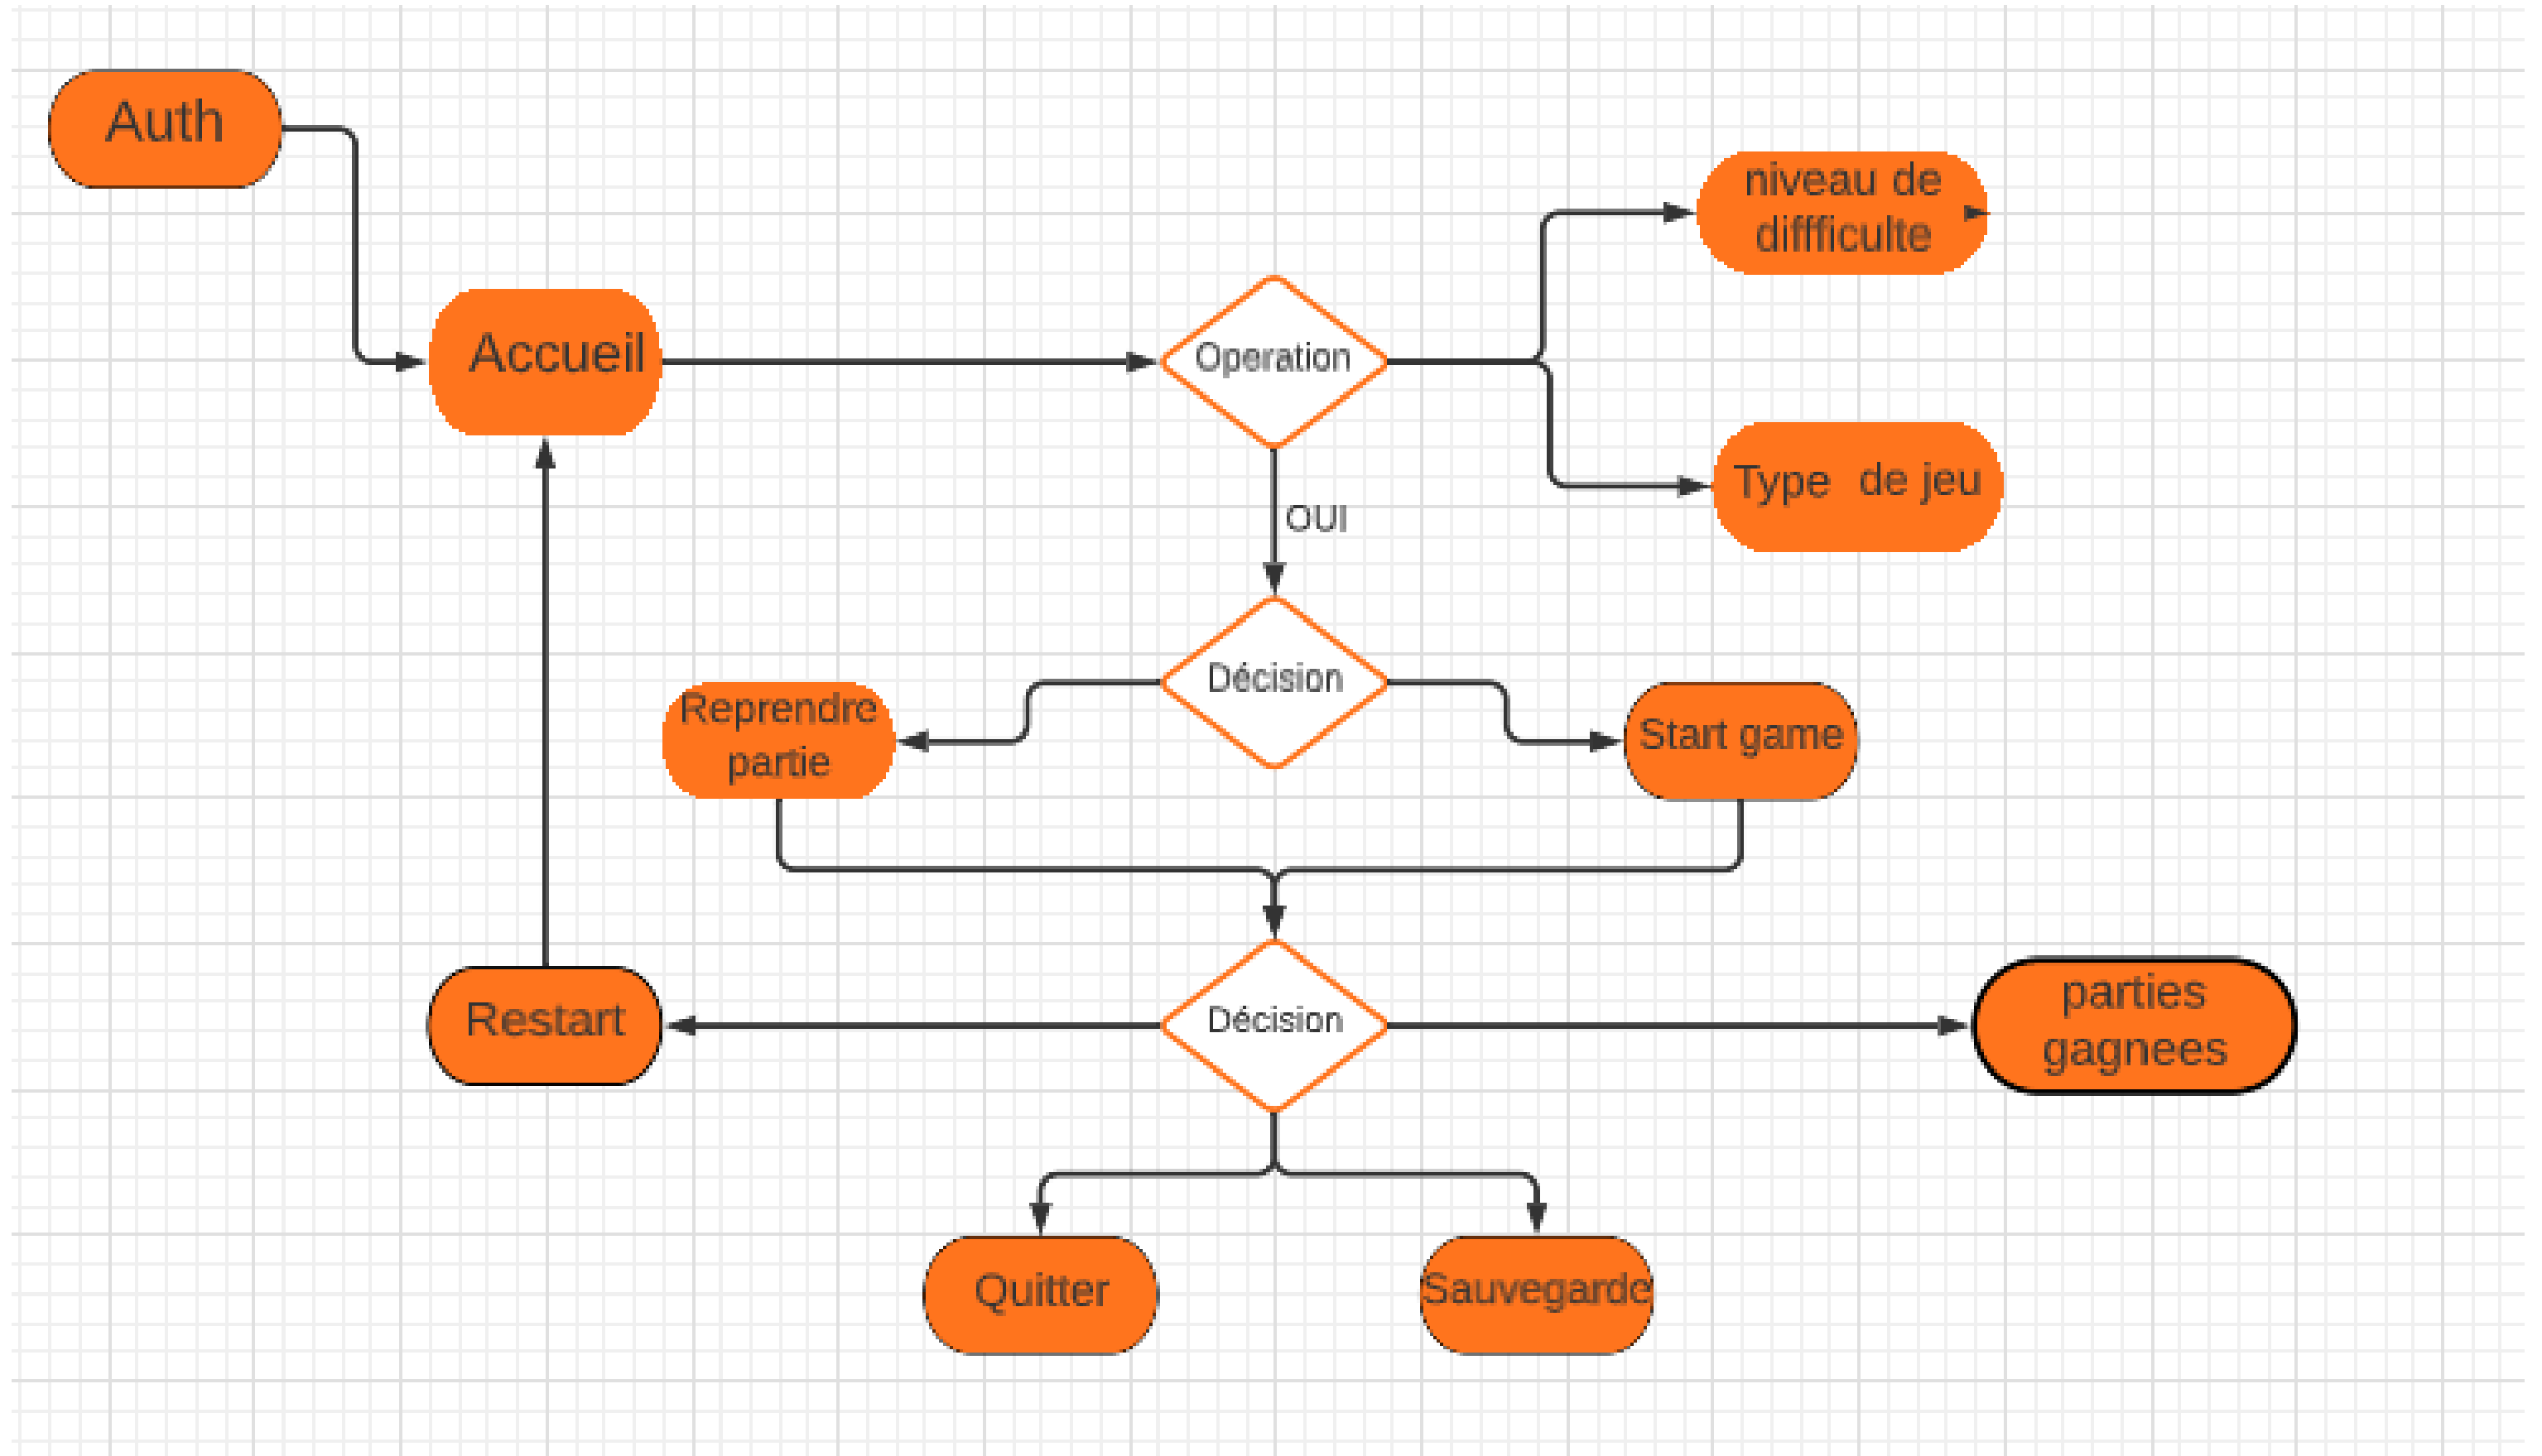 Auth
niveau de
diffficulte
Accueil
Operation
Type de jeu
OUI
Décision
Reprendre
partie
Start game
Restart
Décision
parties
gagnees
Quitter
Sauvegarde